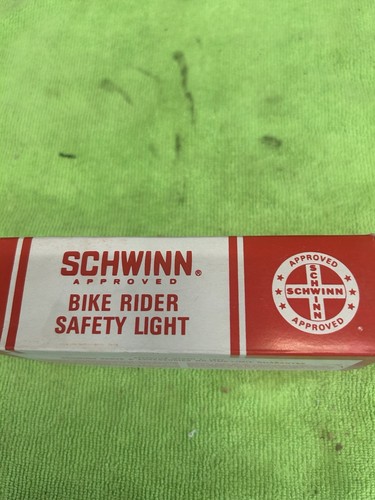 SCHWINN®
APPROVED
BIKE RIDER
SAFETY LIGHT
APPROVED
SCHWINN
SCHWINN
APPROVED